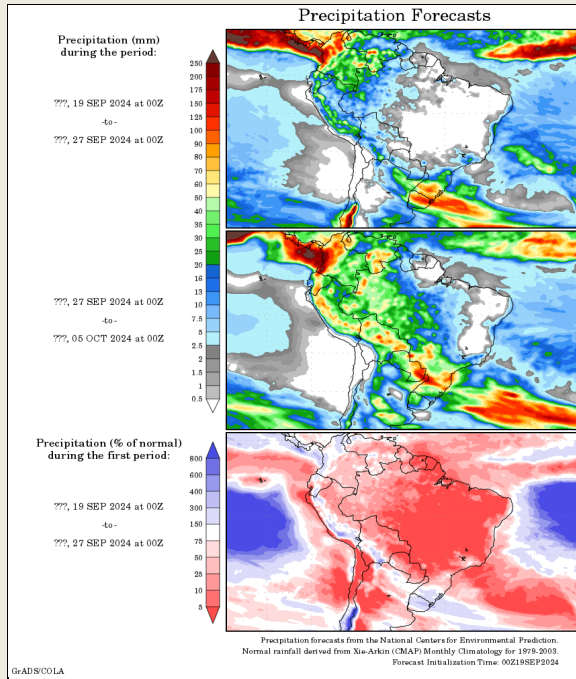 Precipitation Forecasts
Precipitation (mm)
during the period:
???, 19 SEP 2024 at 00Z
-to-
???, 27 SEP 2024 at 00Z
250
200
175
150
125
100
90
80
70
60
50
40
30
25
20
16
13
10
7.5
5
2.5
2
1.5
1
0.5
???, 27 SEP 2024 at 00Z
-to-
???, 05 OCT 2024 at 00Z
Precipitation (% of normal)
during the first period:
???, 19 SEP 2024 at 00Z
-to-
???, 27 SEP 2024 at 00Z
800
600
400
300
150
75
50
25
10
5
Precipitation forecasts from the National Centers for Environmental Prediction.
Normal rainfall derived from Xie-Arkin (CMAP) Monthly Climatology for 1979-2003.
Forecast Initialization Time: 00Z19SEP2024
GrADS/COLA